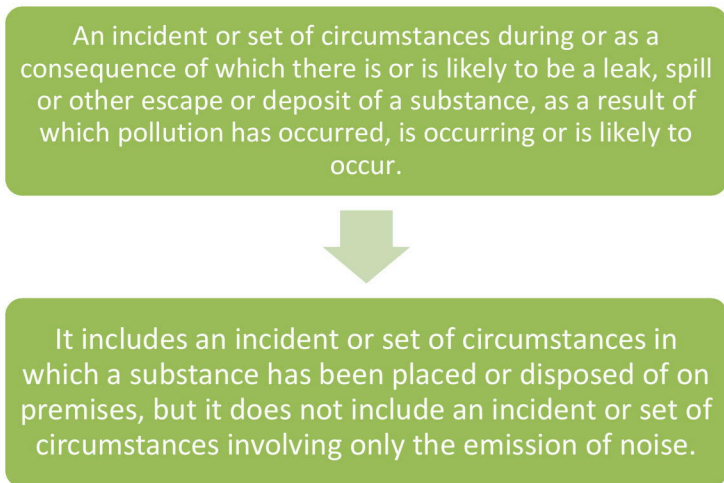 An incident or set of circumstances during or as a
consequence of which there is or is likely to be a leak, spill
or other escape or deposit of a substance, as a result of
which pollution has occurred, is occurring or is likely to
occur.
It includes an incident or set of circumstances in
which a substance has been placed or disposed of on
premises, but it does not include an incident or set of
circumstances involving only the emission of noise.